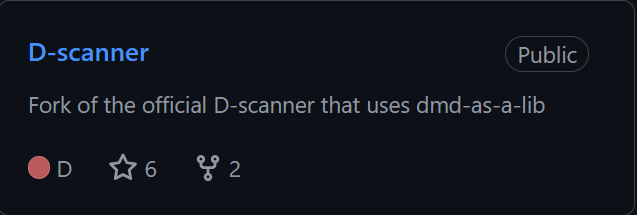 D-scanner
Public
Fork of the official D-scanner that uses dmd-as-a-lib
D 6 2